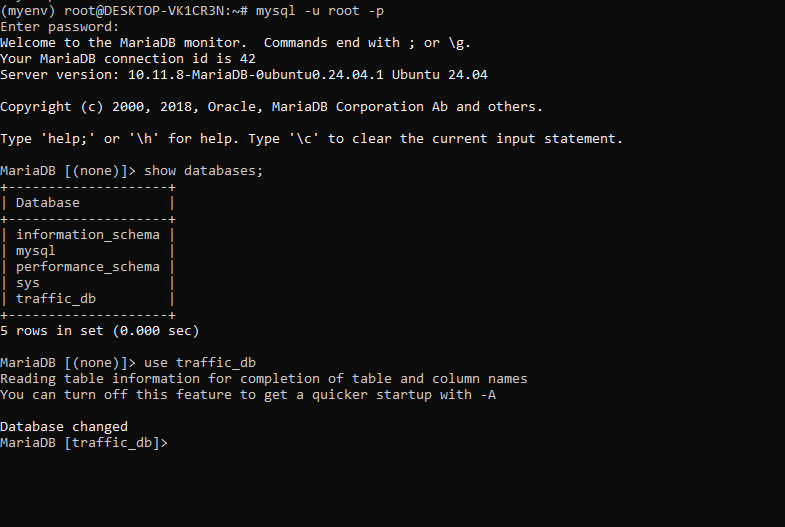 (myenv) root@DESKTOP-VK1CR3N:~# mysql -u root -p
Enter password:
Welcome to the MariaDB monitor.  Commands end with ; or \g.
Your MariaDB connection id is 42
Server version: 10.11.8-MariaDB-0ubuntu0.24.04.1 Ubuntu 24.04

Copyright (c) 2000, 2018, Oracle, MariaDB Corporation Ab and others.

Type 'help;' or '\h' for help. Type '\c' to clear the current input statement.

MariaDB [(none)]> show databases;
+--------------------+
| Database           |
+--------------------+
| information_schema |
| mysql              |
| performance_schema |
| sys                |
| traffic_db         |
+--------------------+
5 rows in set (0.000 sec)

MariaDB [(none)]> use traffic_db
Reading table information for completion of table and column names
You can turn off this feature to get a quicker startup with -A

Database changed
MariaDB [traffic_db]>